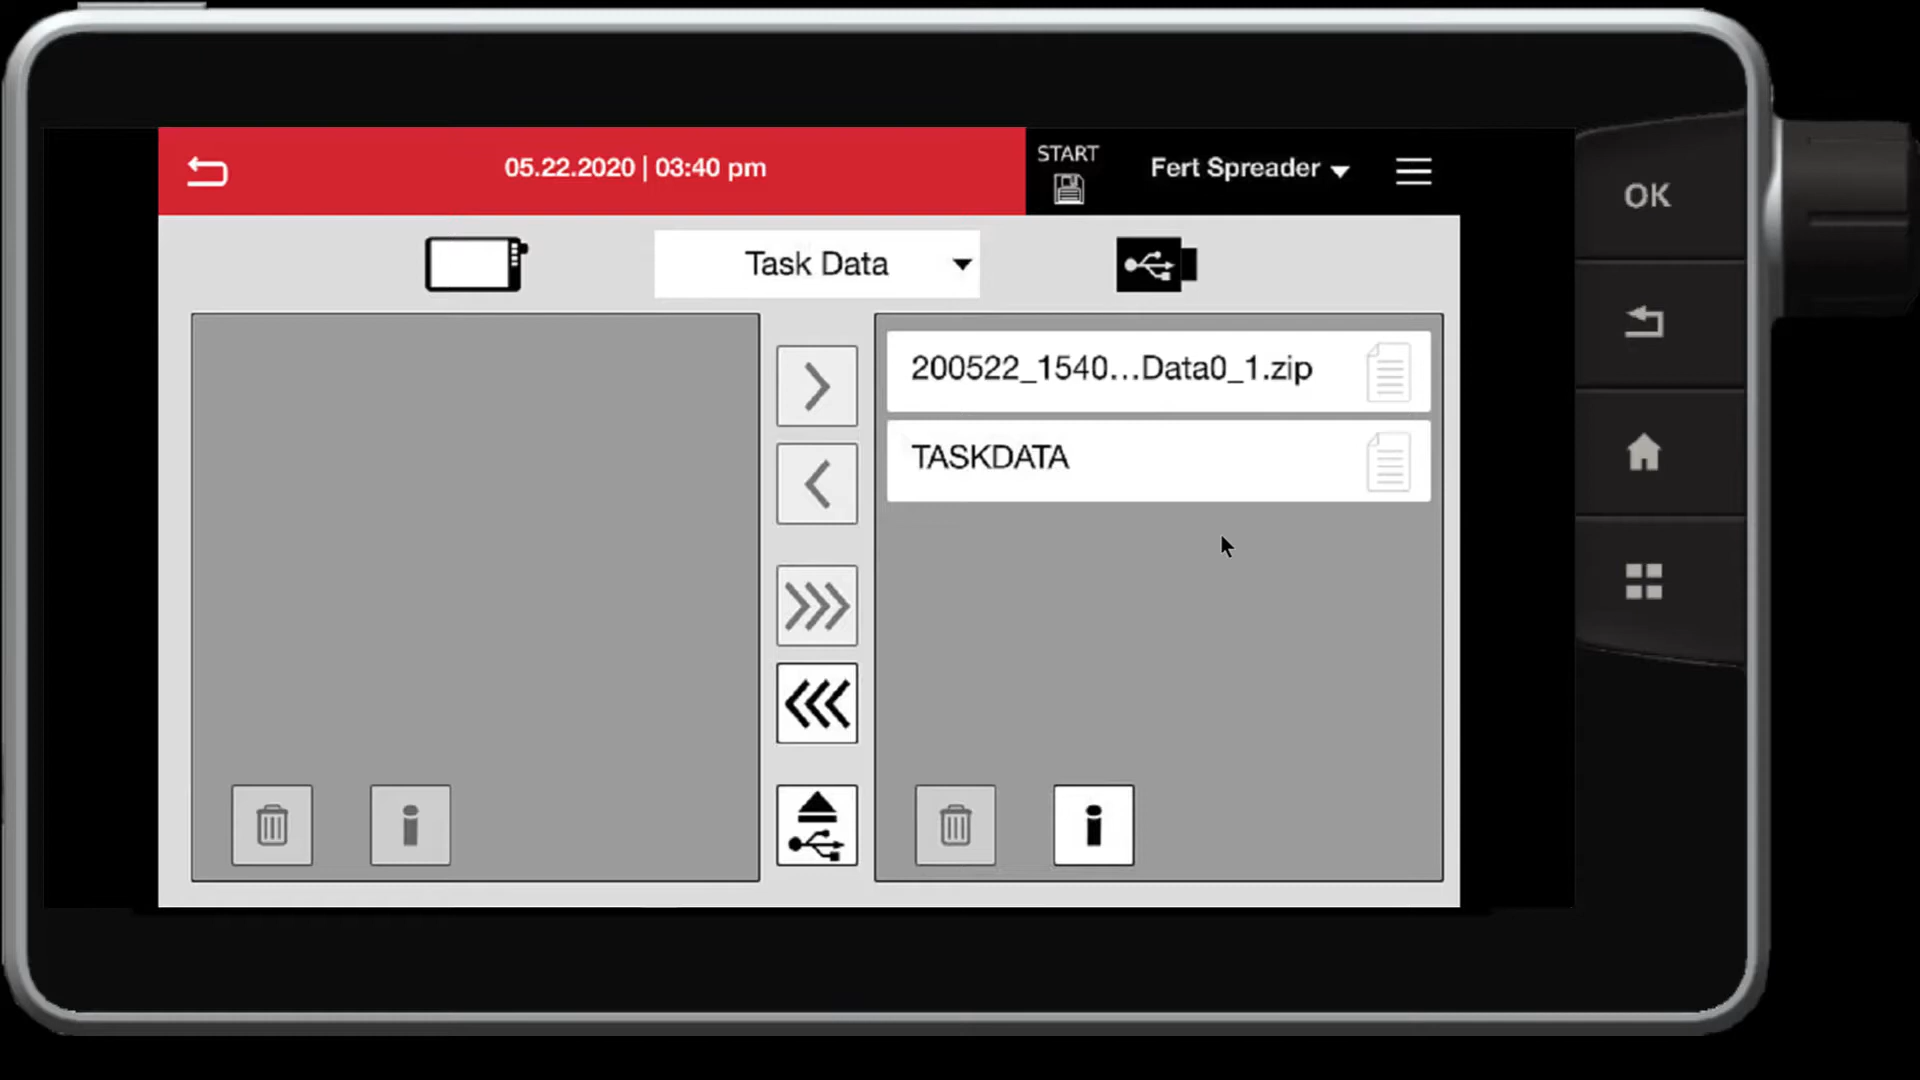 05.22.2020 | 03:40 pm
START
Fert Spreader
Task Data
200522_1540...Data0_1.zip
TASKDATA
OK